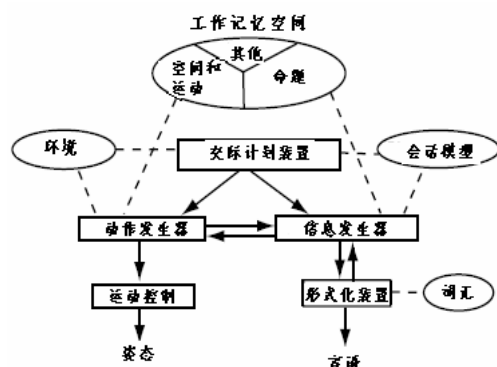 工作记忆空间
其他
空间和
运动
命题
环境
交际计划装置
会话模型
动作发生器
信息发生器
运动控制
形式化装置
词汇
姿态
言语